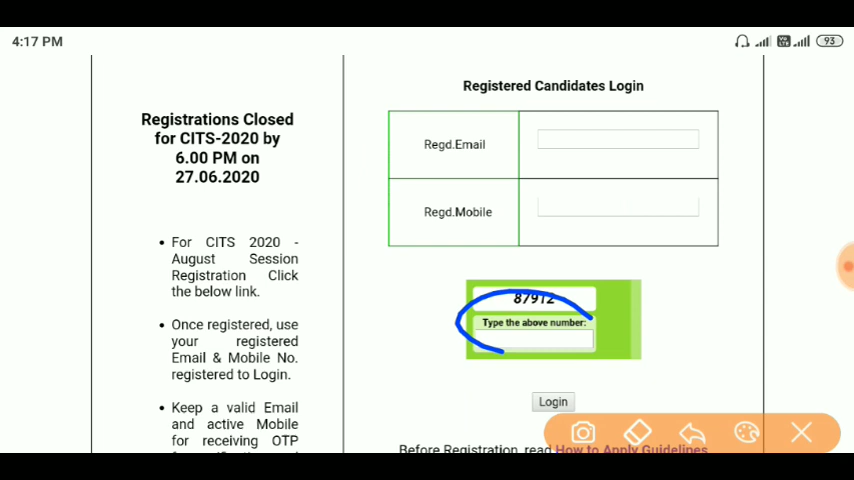 4:17 PM
93
Registered Candidates Login
Registrations Closed
for CITS-2020 by
6.00 PM on
27.06.2020
Regd.Email
Regd.Mobile
• For CITS 2020 -
August Session
Registration Click
the below link.
• Once registered, use
your registered
Email & Mobile No.
registered to Login.
• Keep a valid Email
and active Mobile
for receiving OTP
87912
Type the above number:
Login
Before Registration, read How to Apply Guidelines